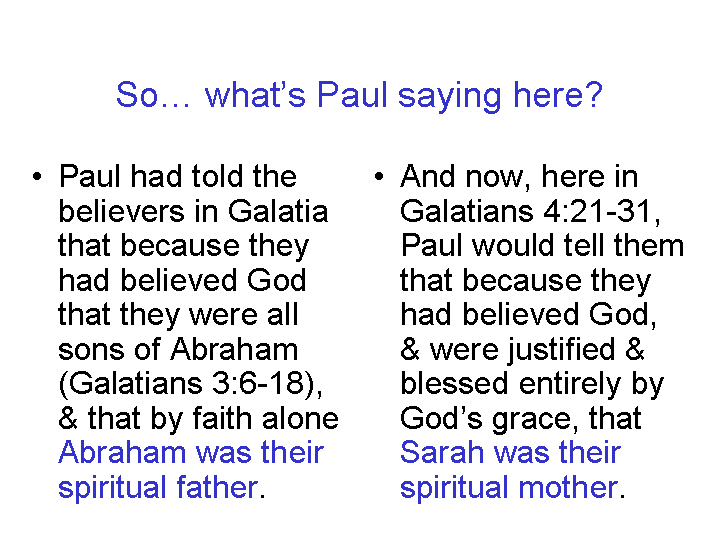 So… what’s Paul saying here?
• Paul had told the
believers in Galatia
that because they
had believed God
that they were all
sons of Abraham
(Galatians 3:6-18),
& that by faith alone
Abraham was their
spiritual father.
• And now, here in
Galatians 4:21-31,
Paul would tell them
that because they
had believed God,
& were justified &
blessed entirely by
God’s grace, that
Sarah was their
spiritual mother.